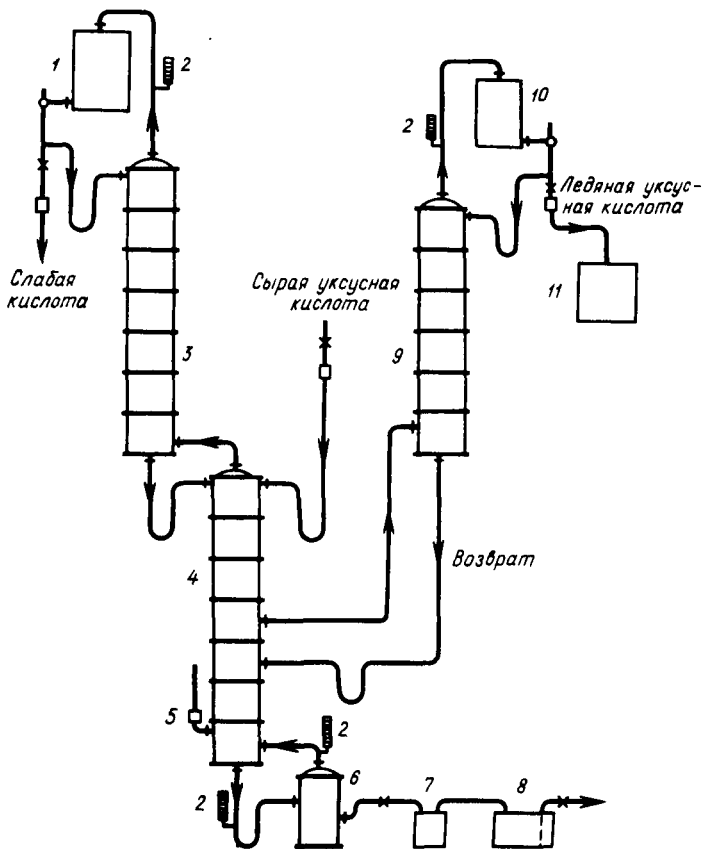 1
2
10
2
Ледяная уксус-
ная кислота
Слабая
кислота
Сырая уксусная
кислота
11
3
9
4
Возврат
5
2
2
6
7
8